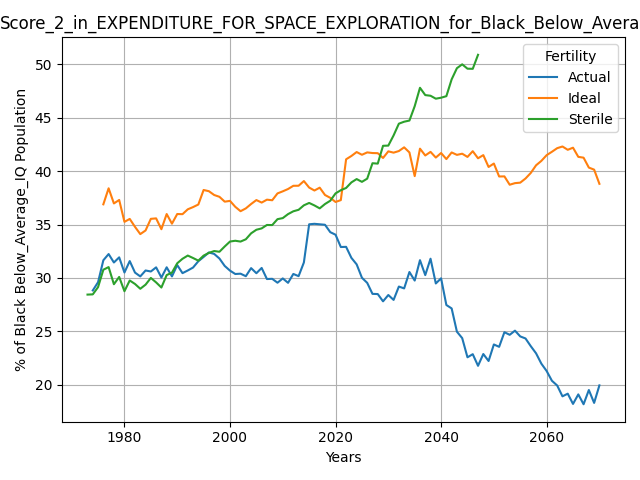 Score_2_in_EXPENDITURE_FOR_SPACE_EXPLORATION_for_Black_Below_Avera
Fertility
Actual
Ideal
Sterile
% of Black Below_Average_IQ Population
50
45
40
35
30
25
20
1980
2000
2020
2040
2060
Years